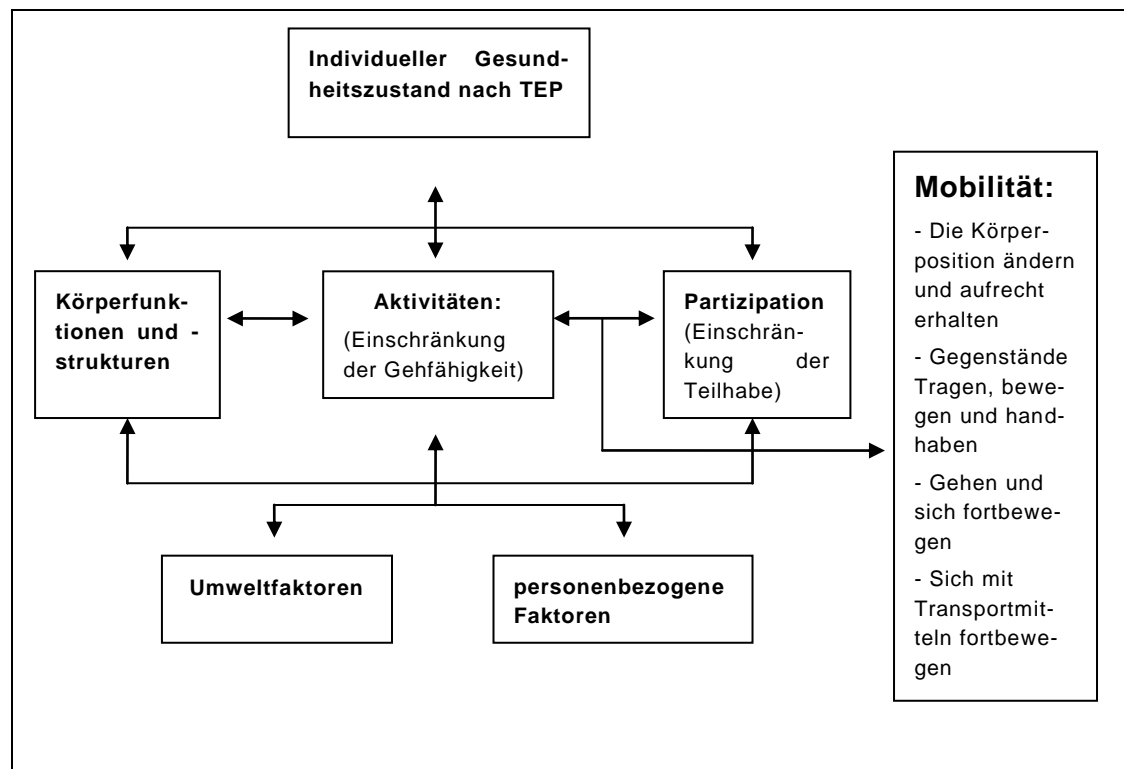 Individueller Gesund-
heitszustand nach TEP
Körperfunk-
tionen und -
strukturen
Aktivitäten:
(Einschränkung
der Gehfähigkeit)
Partizipation
(Einschrän-
kung der
Teilhabe)
Umweltfaktoren
personenbezogene
Faktoren
Mobilität:
- Die Körper-
position ändern
und aufrecht
erhalten
- Gegenstände
Tragen, bewe-
gen und hand-
haben
- Gehen und
sich fortbewe-
gen
- Sich mit
Transportmit-
teln fortbewe-
gen